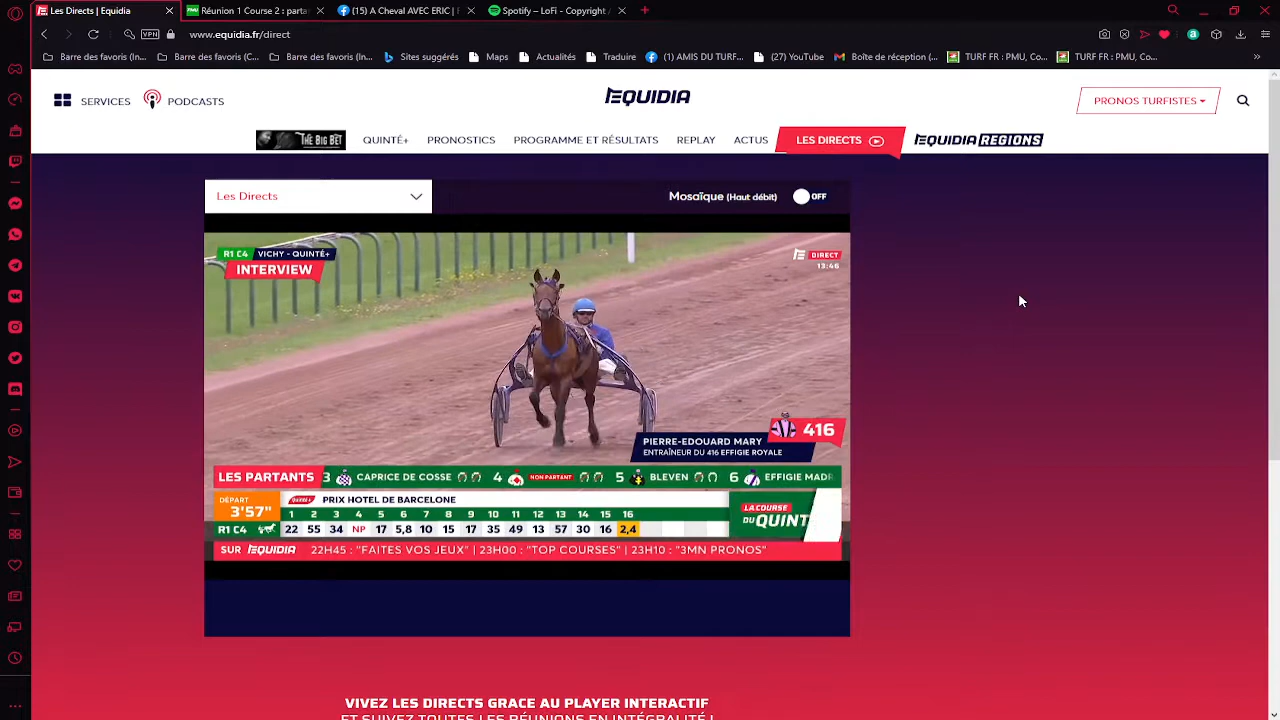 Les Directs | Equidia
Réunion 1 Course 2 : parta
(15) A Cheval AVEC ERIC | F
Spotify – LoFi - Copyright /
VPN
www.equidia.fr/direct
Barre des favoris (In...
Barre des favoris (C...
Barre des favoris (In...
Sites suggérés
Maps
Actualités
Traduire
(1) AMIS DU TURF...
(27) YouTube
Boîte de réception (...
TURF FR : PMU, Co...
TURF FR : PMU, Co...
SERVICES
PODCASTS
EQUIDIA
PRONOS TURFISTES
THE BIG BET
QUINTÉ+
PRONOSTICS
PROGRAMME ET RÉSULTATS
REPLAY
ACTUS
LES DIRECTS
EQUIDIA REGIONS
Les Directs
Mosaïque (Haut débit)
OFF
R1 C4 VICHY - QUINTÉ+
INTERVIEW
DIRECT
13:46
416
PIERRE-EDOUARD MARY
ENTRAÎNEUR DU 416 EFFIGIE ROYALE
LES PARTANTS 3 CAPRICE DE COSSE 4 NON PARTANT 5 BLEVEN 6 EFFIGIE MADR
DÉPART
3'57"
QUINTÉ+ PRIX HOTEL DE BARCELONE
1 2 3 4 5 6 7 8 9 10 11 12 13 14 15 16
R1 C4 22 55 34 NP 17 5,8 10 15 17 35 49 13 57 30 16 2,4
LA COURSE
DU QUINT
SUR EQUIDIA 22H45 : "FAITES VOS JEUX" | 23H00 : "TOP COURSES" | 23H10 : "3MN PRONOS"
VIVEZ LES DIRECTS GRACE AU PLAYER INTERACTIF
ET SUIVEZ TOUTES LES RÉUNIONS EN INTÉGRALITÉ !